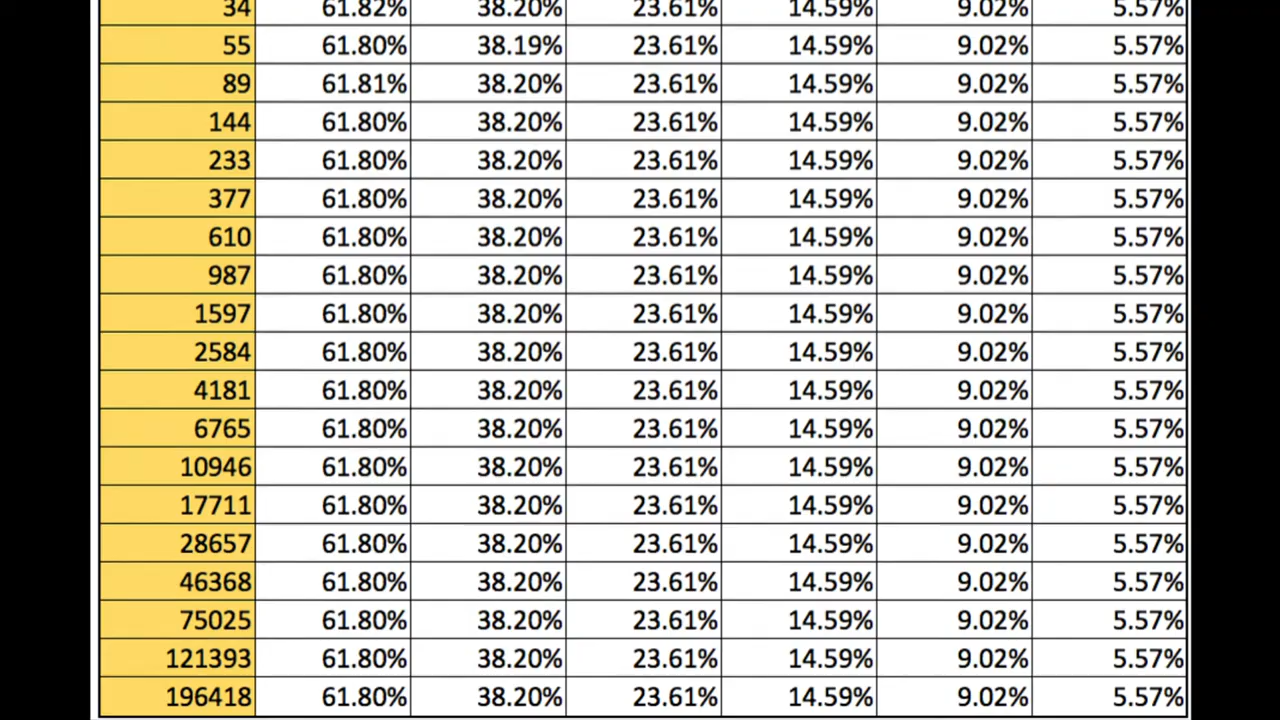 34 61.82% 38.20% 23.61% 14.59% 9.02% 5.57%
55 61.80% 38.19% 23.61% 14.59% 9.02% 5.57%
89 61.81% 38.20% 23.61% 14.59% 9.02% 5.57%
144 61.80% 38.20% 23.61% 14.59% 9.02% 5.57%
233 61.80% 38.20% 23.61% 14.59% 9.02% 5.57%
377 61.80% 38.20% 23.61% 14.59% 9.02% 5.57%
610 61.80% 38.20% 23.61% 14.59% 9.02% 5.57%
987 61.80% 38.20% 23.61% 14.59% 9.02% 5.57%
1597 61.80% 38.20% 23.61% 14.59% 9.02% 5.57%
2584 61.80% 38.20% 23.61% 14.59% 9.02% 5.57%
4181 61.80% 38.20% 23.61% 14.59% 9.02% 5.57%
6765 61.80% 38.20% 23.61% 14.59% 9.02% 5.57%
10946 61.80% 38.20% 23.61% 14.59% 9.02% 5.57%
17711 61.80% 38.20% 23.61% 14.59% 9.02% 5.57%
28657 61.80% 38.20% 23.61% 14.59% 9.02% 5.57%
46368 61.80% 38.20% 23.61% 14.59% 9.02% 5.57%
75025 61.80% 38.20% 23.61% 14.59% 9.02% 5.57%
121393 61.80% 38.20% 23.61% 14.59% 9.02% 5.57%
196418 61.80% 38.20% 23.61% 14.59% 9.02% 5.57%